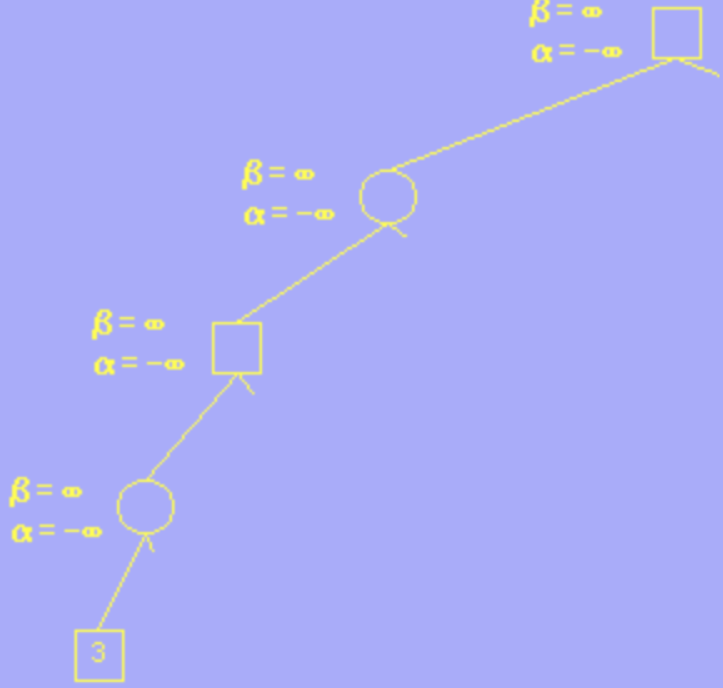 β = ∞
α = −∞
β = ∞
α = −∞
β = ∞
α = −∞
β = ∞
α = −∞
3